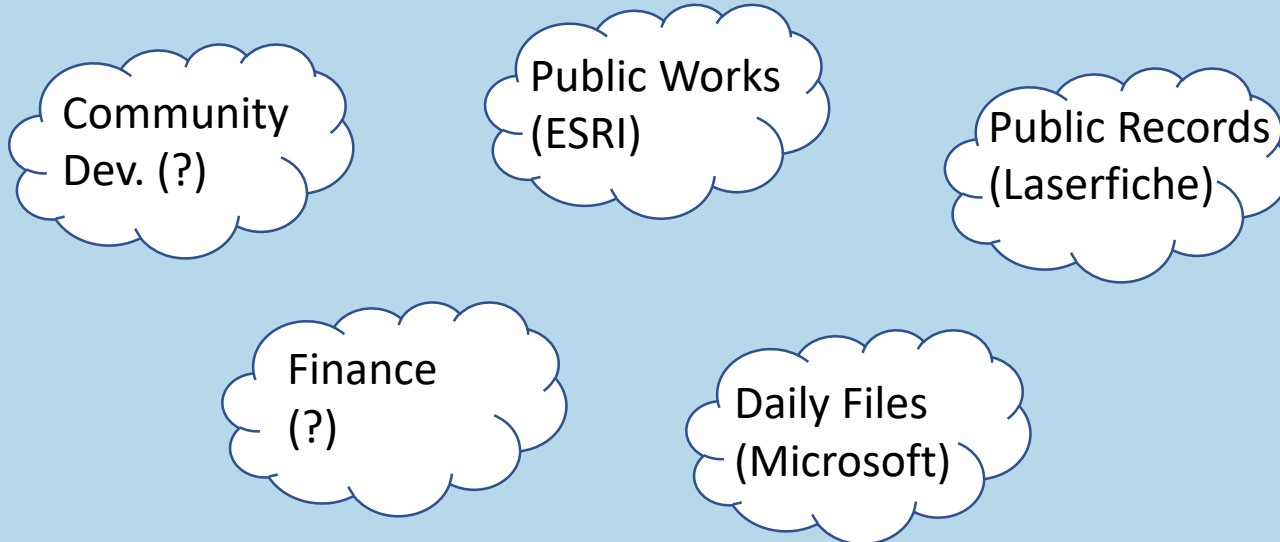 Community
Dev. (?)
Public Works
(ESRI)
Public Records
(Laserfiche)
Finance
(?)
Daily Files
(Microsoft)